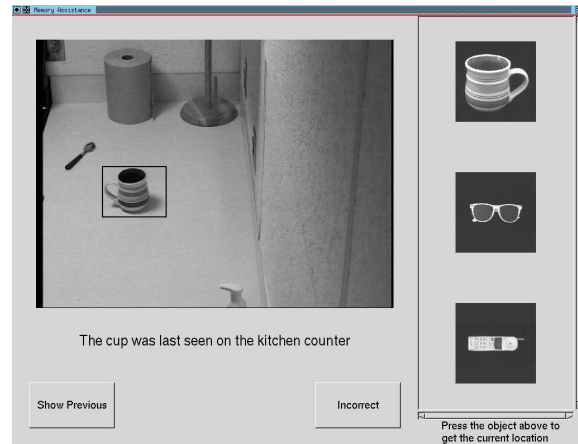 Memory Assistance
The cup was last seen on the kitchen counter
Show Previous
Incorrect
Press the object above to
get the current location